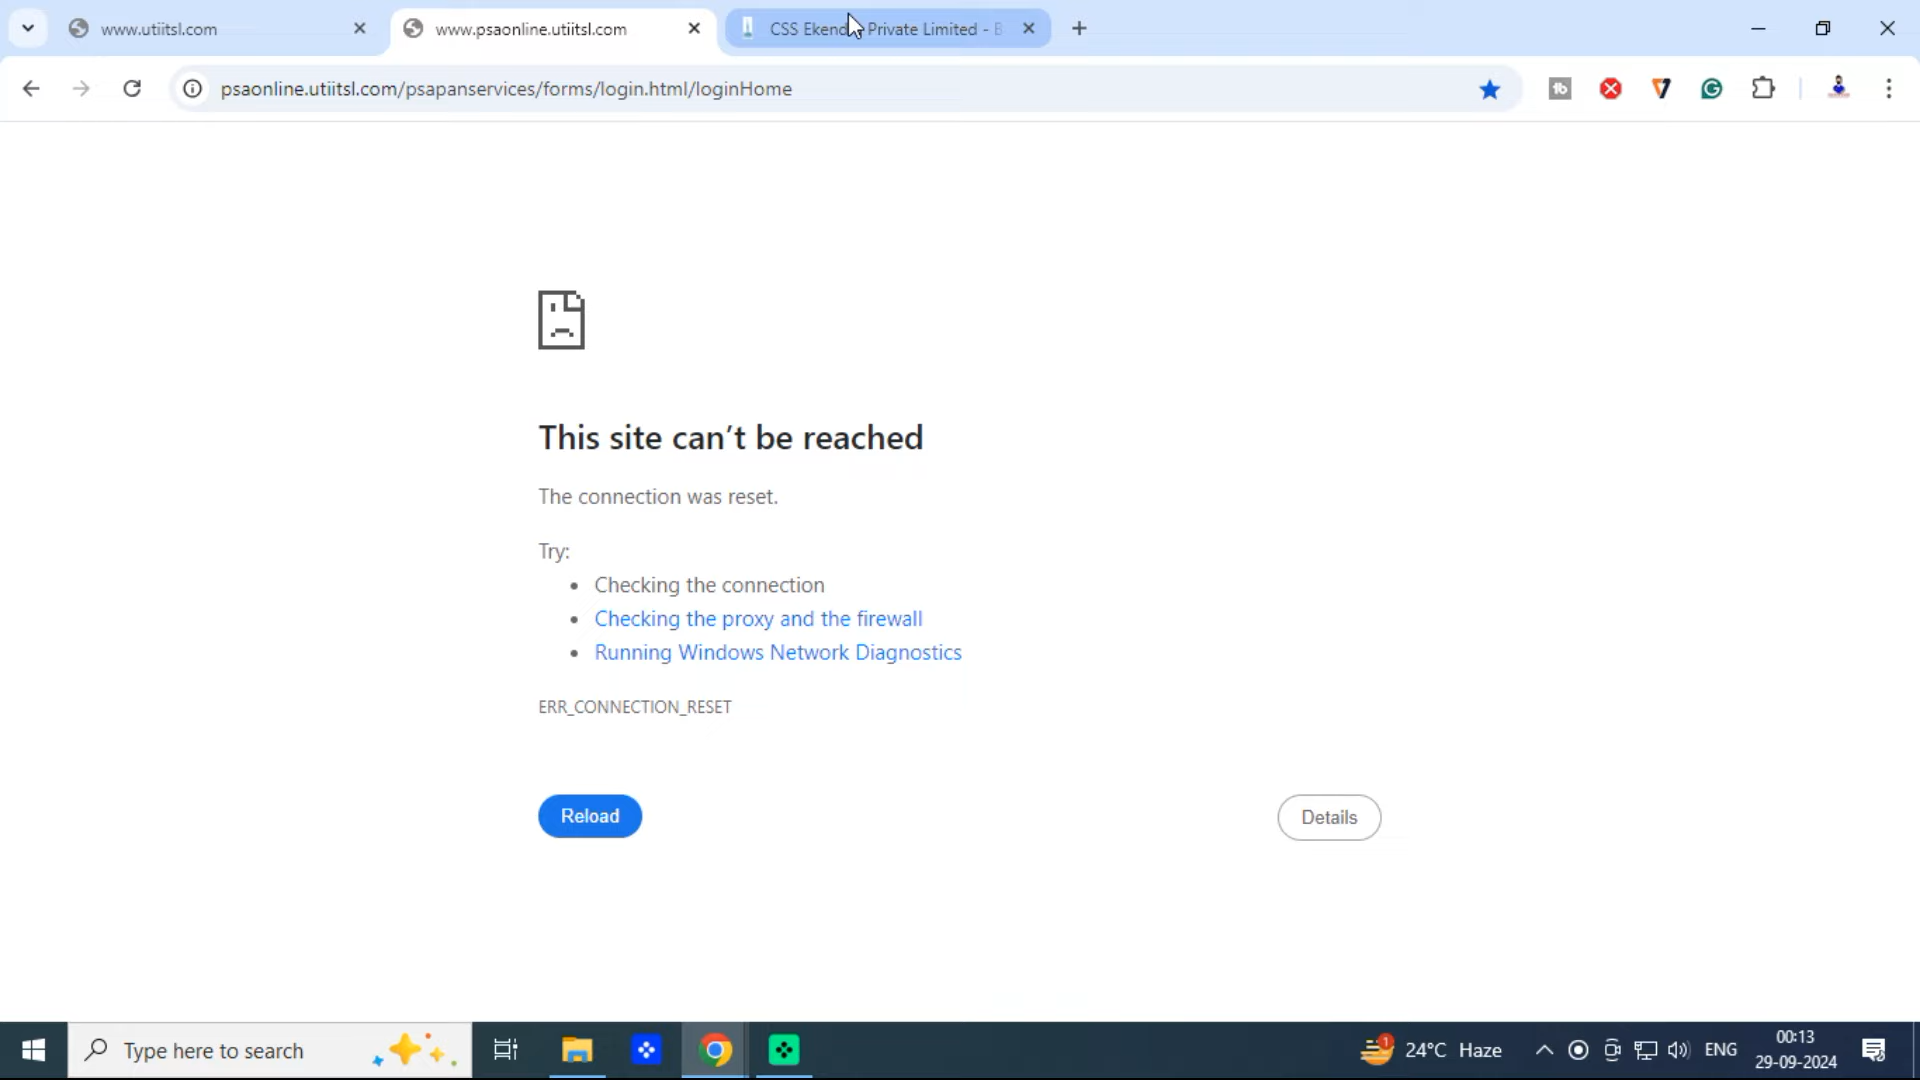 www.utiitsl.com
www.psaonline.utiitsl.com
CSS Ekend Private Limited - B
psaonline.utiitsl.com/psapanservices/forms/login.html/loginHome
This site can't be reached
The connection was reset.
Try:
Checking the connection
Checking the proxy and the firewall
Running Windows Network Diagnostics
ERR_CONNECTION_RESET
Reload
Details
Type here to search
1
24°C Haze
ENG
00:13
29-09-2024